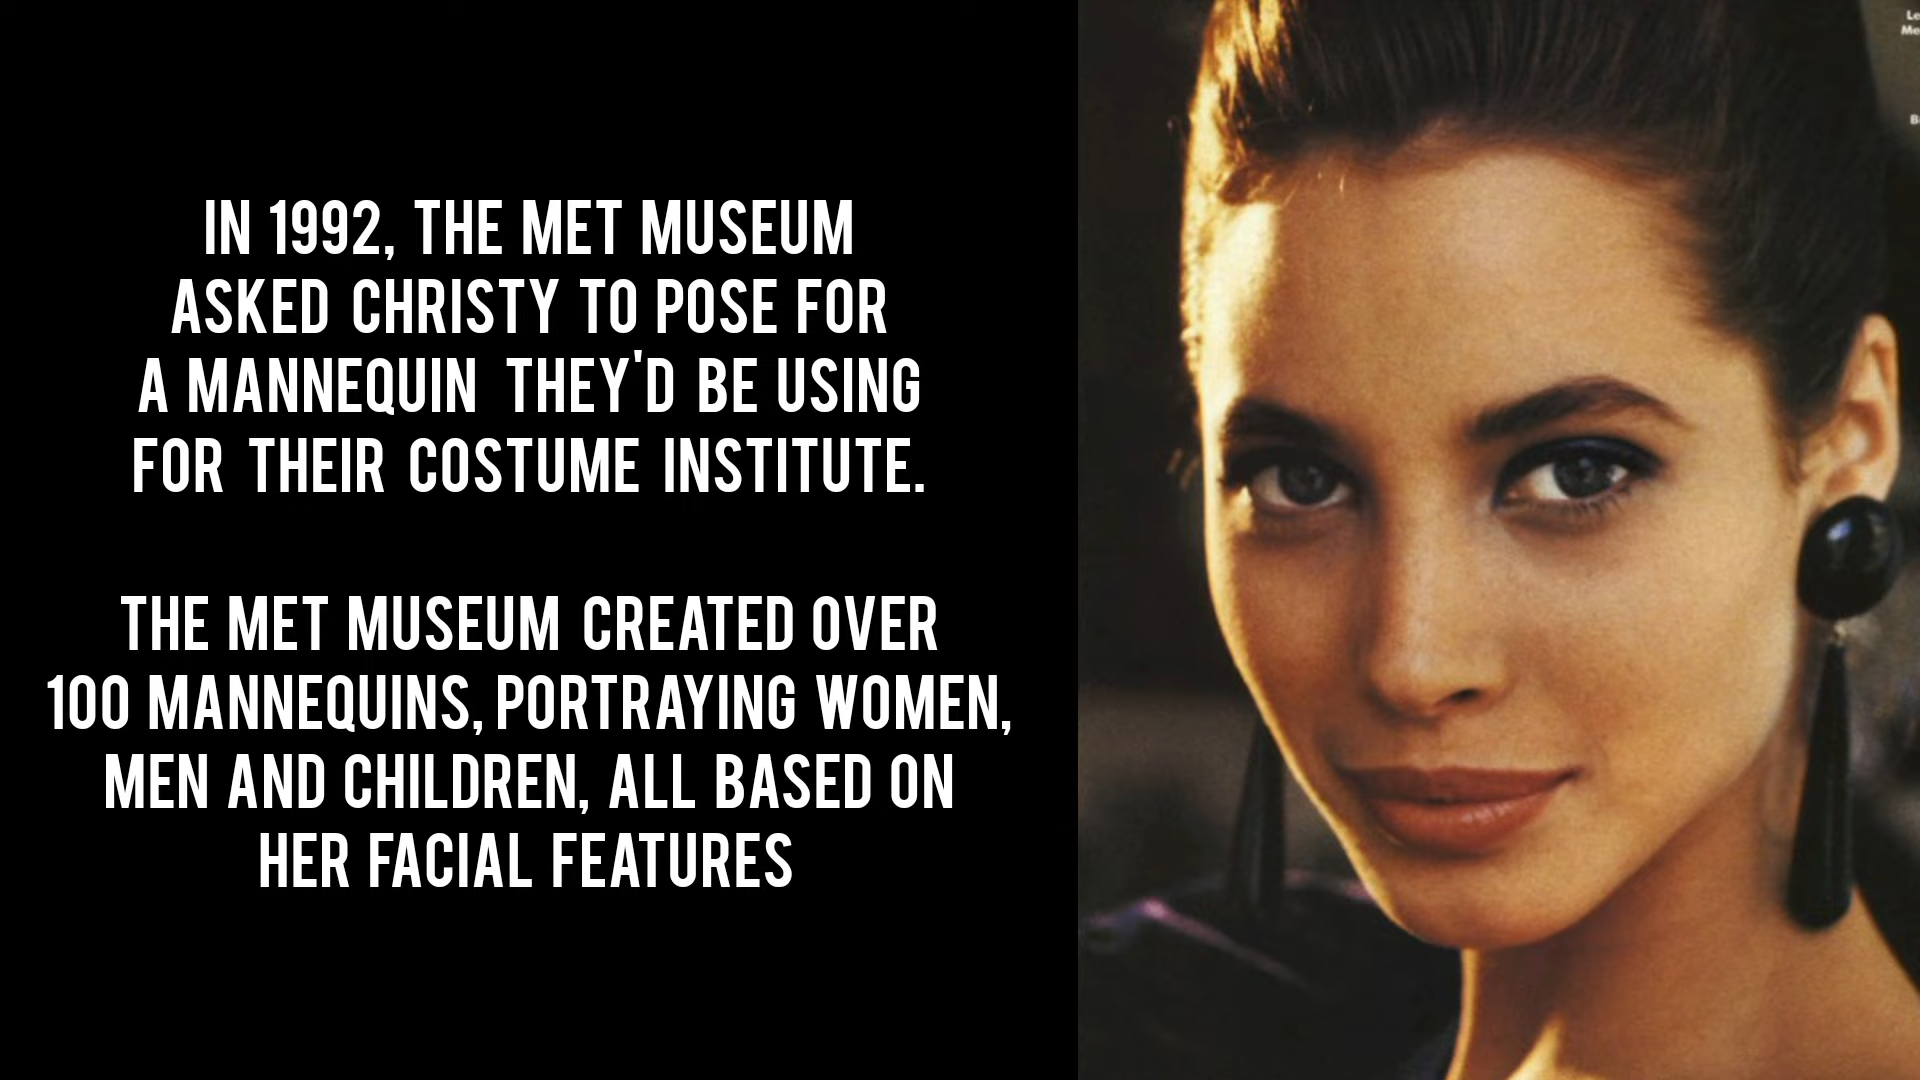 IN 1992, THE MET MUSEUM
ASKED CHRISTY TO POSE FOR
A MANNEQUIN THEY'D BE USING
FOR THEIR COSTUME INSTITUTE.
THE MET MUSEUM CREATED OVER
100 MANNEQUINS, PORTRAYING WOMEN,
MEN AND CHILDREN, ALL BASED ON
HER FACIAL FEATURES